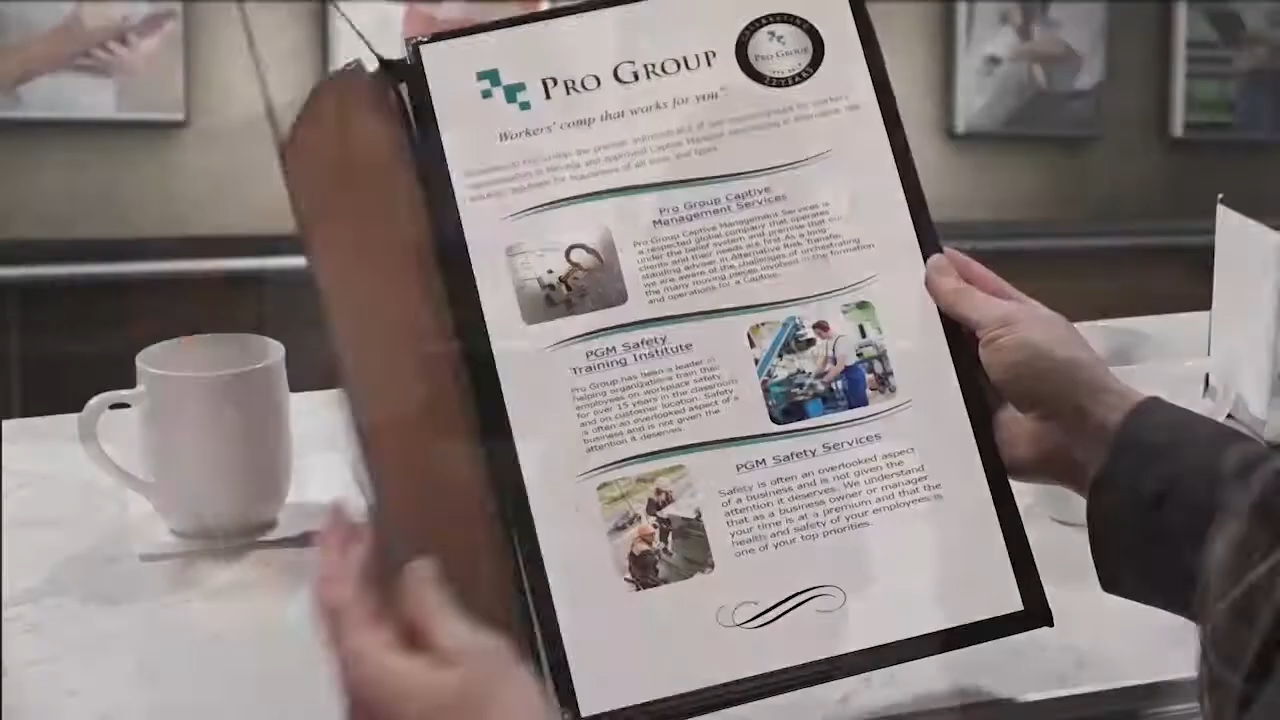 PRO GROUP
CELEBRATING
PRO GROUP
22 YEARS
Workers' comp that works for you"
Pro Group Captive
Management Services
Pro Group Captive Management Services is
a respected global company that operates
under the belief system and premise that our
clients and their needs are first. As a long
standing adviser in Alternative Risk Transfer,
we are aware of the challenges of orchestrating
the many moving pieces involved in the formation
and operations for a Captive.
PGM Safety
Training Institute
Pro Group has been a leader in
helping organizations train their
employees on workplace safety
for over 15 years in the classroom
and on customer location. Safety
is often an overlooked aspect of a
business and is not given the
attention it deserves.
PGM Safety Services
Safety is often an overlooked aspect
of a business and is not given the
attention it deserves. We understand
that as a business owner or manager
your time is at a premium and that the
health and safety of your employees is
one of your top priorities.